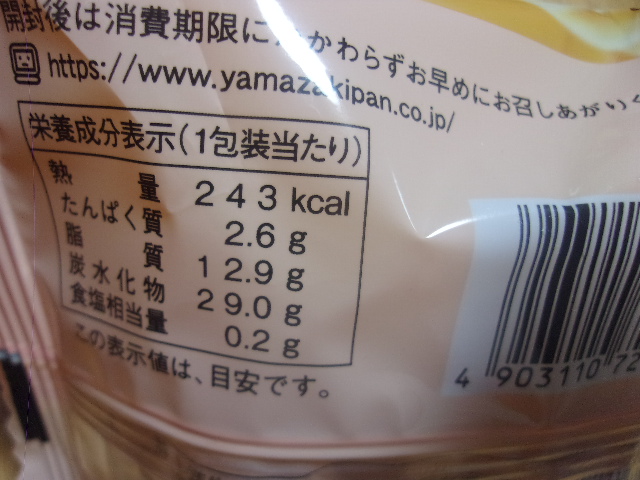 開封後は消費期限にかかわらずお早めにお召しあがりく
https://www.yamazakipan.co.jp/
栄養成分表示(1包装当たり)
熱量 243 kcal
たんぱく質 2.6 g
脂質 12.9 g
炭水化物 29.0 g
食塩相当量 0.2 g
この表示値は、目安です。
4 903110 72